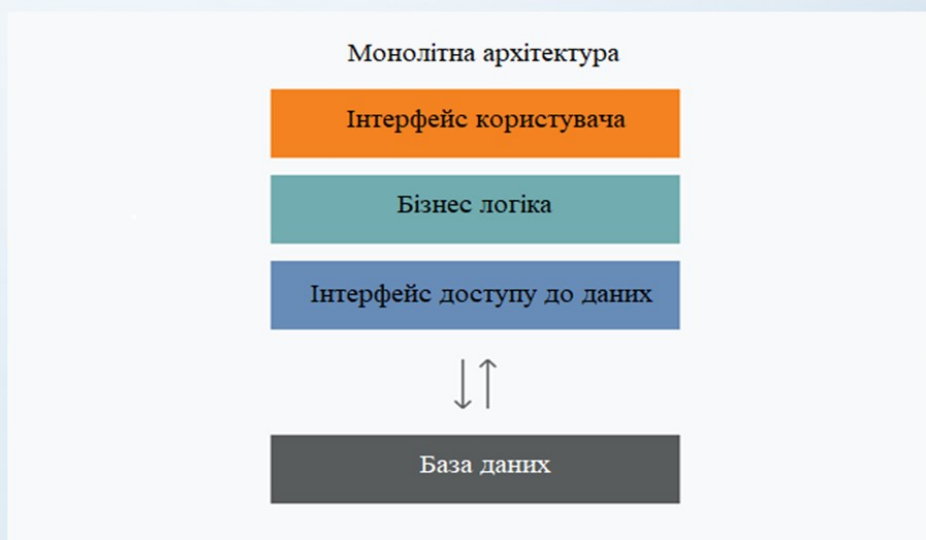 Монолітна архітектура
Інтерфейс користувача
Бізнес логіка
Інтерфейс доступу до даних
База даних